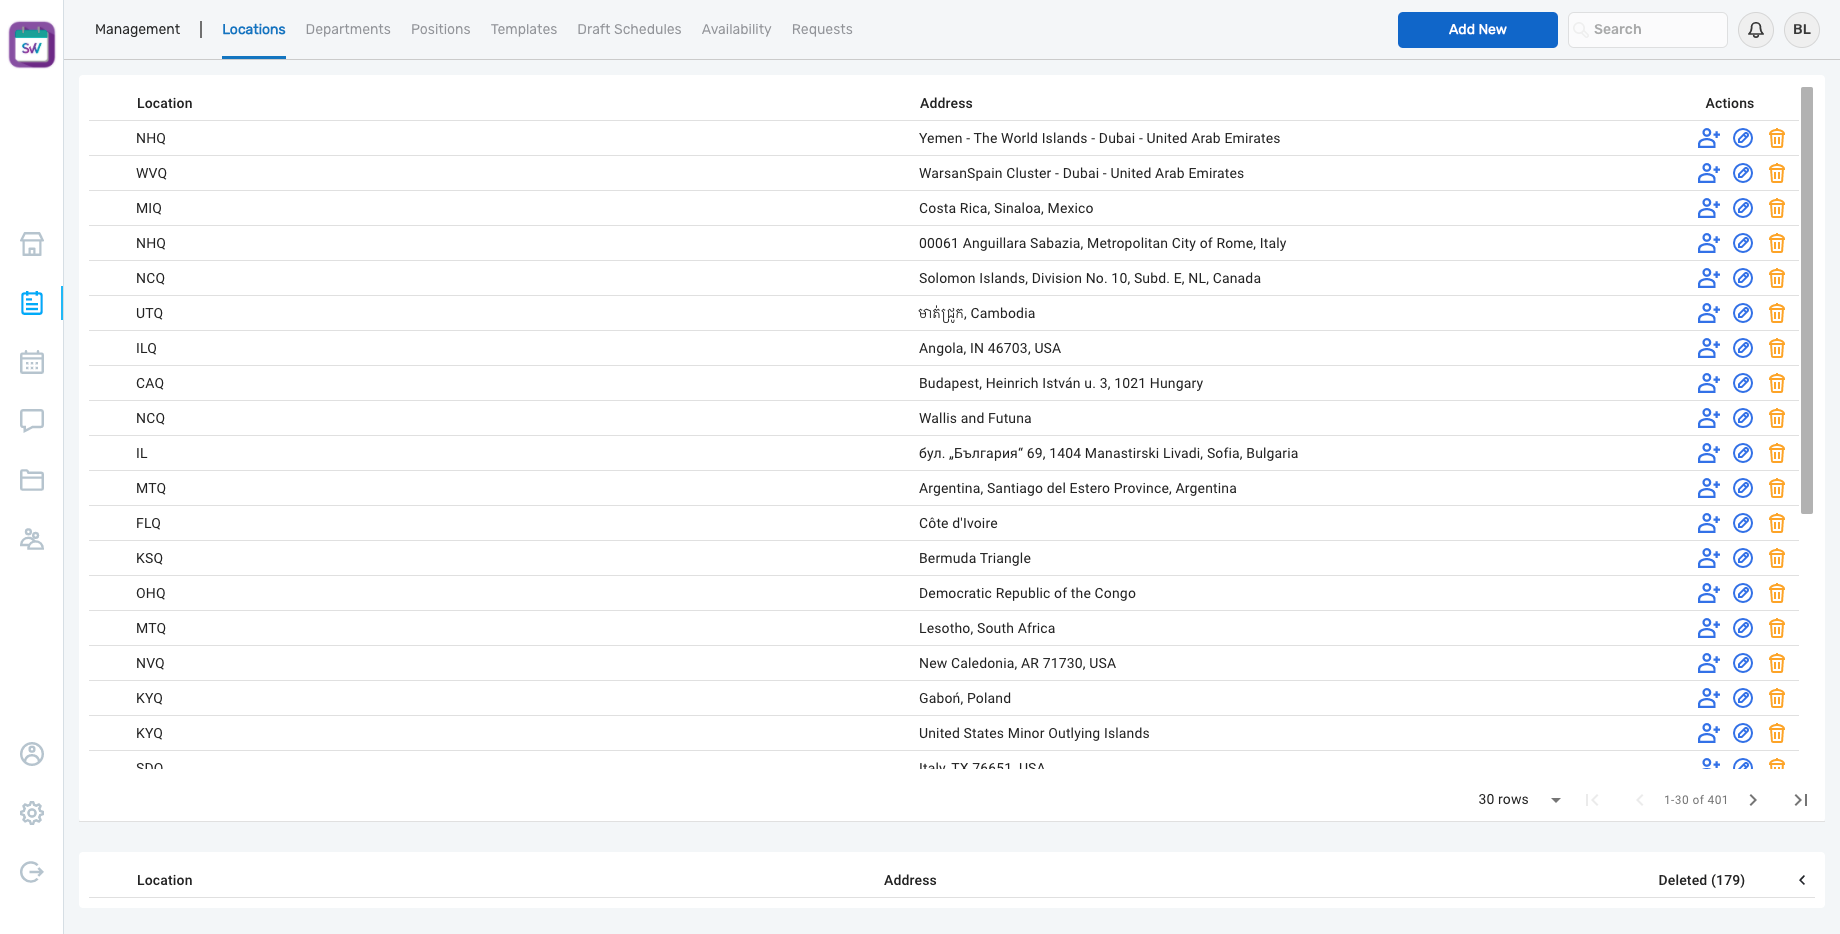 SW
Management | Locations Departments Positions Templates Draft Schedules Availability Requests Add New Search BL
Location Address Actions
NHQ Yemen - The World Islands - Dubai - United Arab Emirates
WVQ WarsanSpain Cluster - Dubai - United Arab Emirates
MIQ Costa Rica, Sinaloa, Mexico
NHQ 00061 Anguillara Sabazia, Metropolitan City of Rome, Italy
NCQ Solomon Islands, Division No. 10, Subd. E, NL, Canada
UTQ មាត់ជ្រូក, Cambodia
ILQ Angola, IN 46703, USA
CAQ Budapest, Heinrich István u. 3, 1021 Hungary
NCQ Wallis and Futuna
IL бул. „България“ 69, 1404 Manastirski Livadi, Sofia, Bulgaria
MTQ Argentina, Santiago del Estero Province, Argentina
FLQ Côte d'Ivoire
KSQ Bermuda Triangle
OHQ Democratic Republic of the Congo
MTQ Lesotho, South Africa
NVQ New Caledonia, AR 71730, USA
KYQ Gaboń, Poland
KYQ United States Minor Outlying Islands
SDQ Italy, TX 76651, USA
30 rows 1-30 of 401
Location Address Deleted (179)